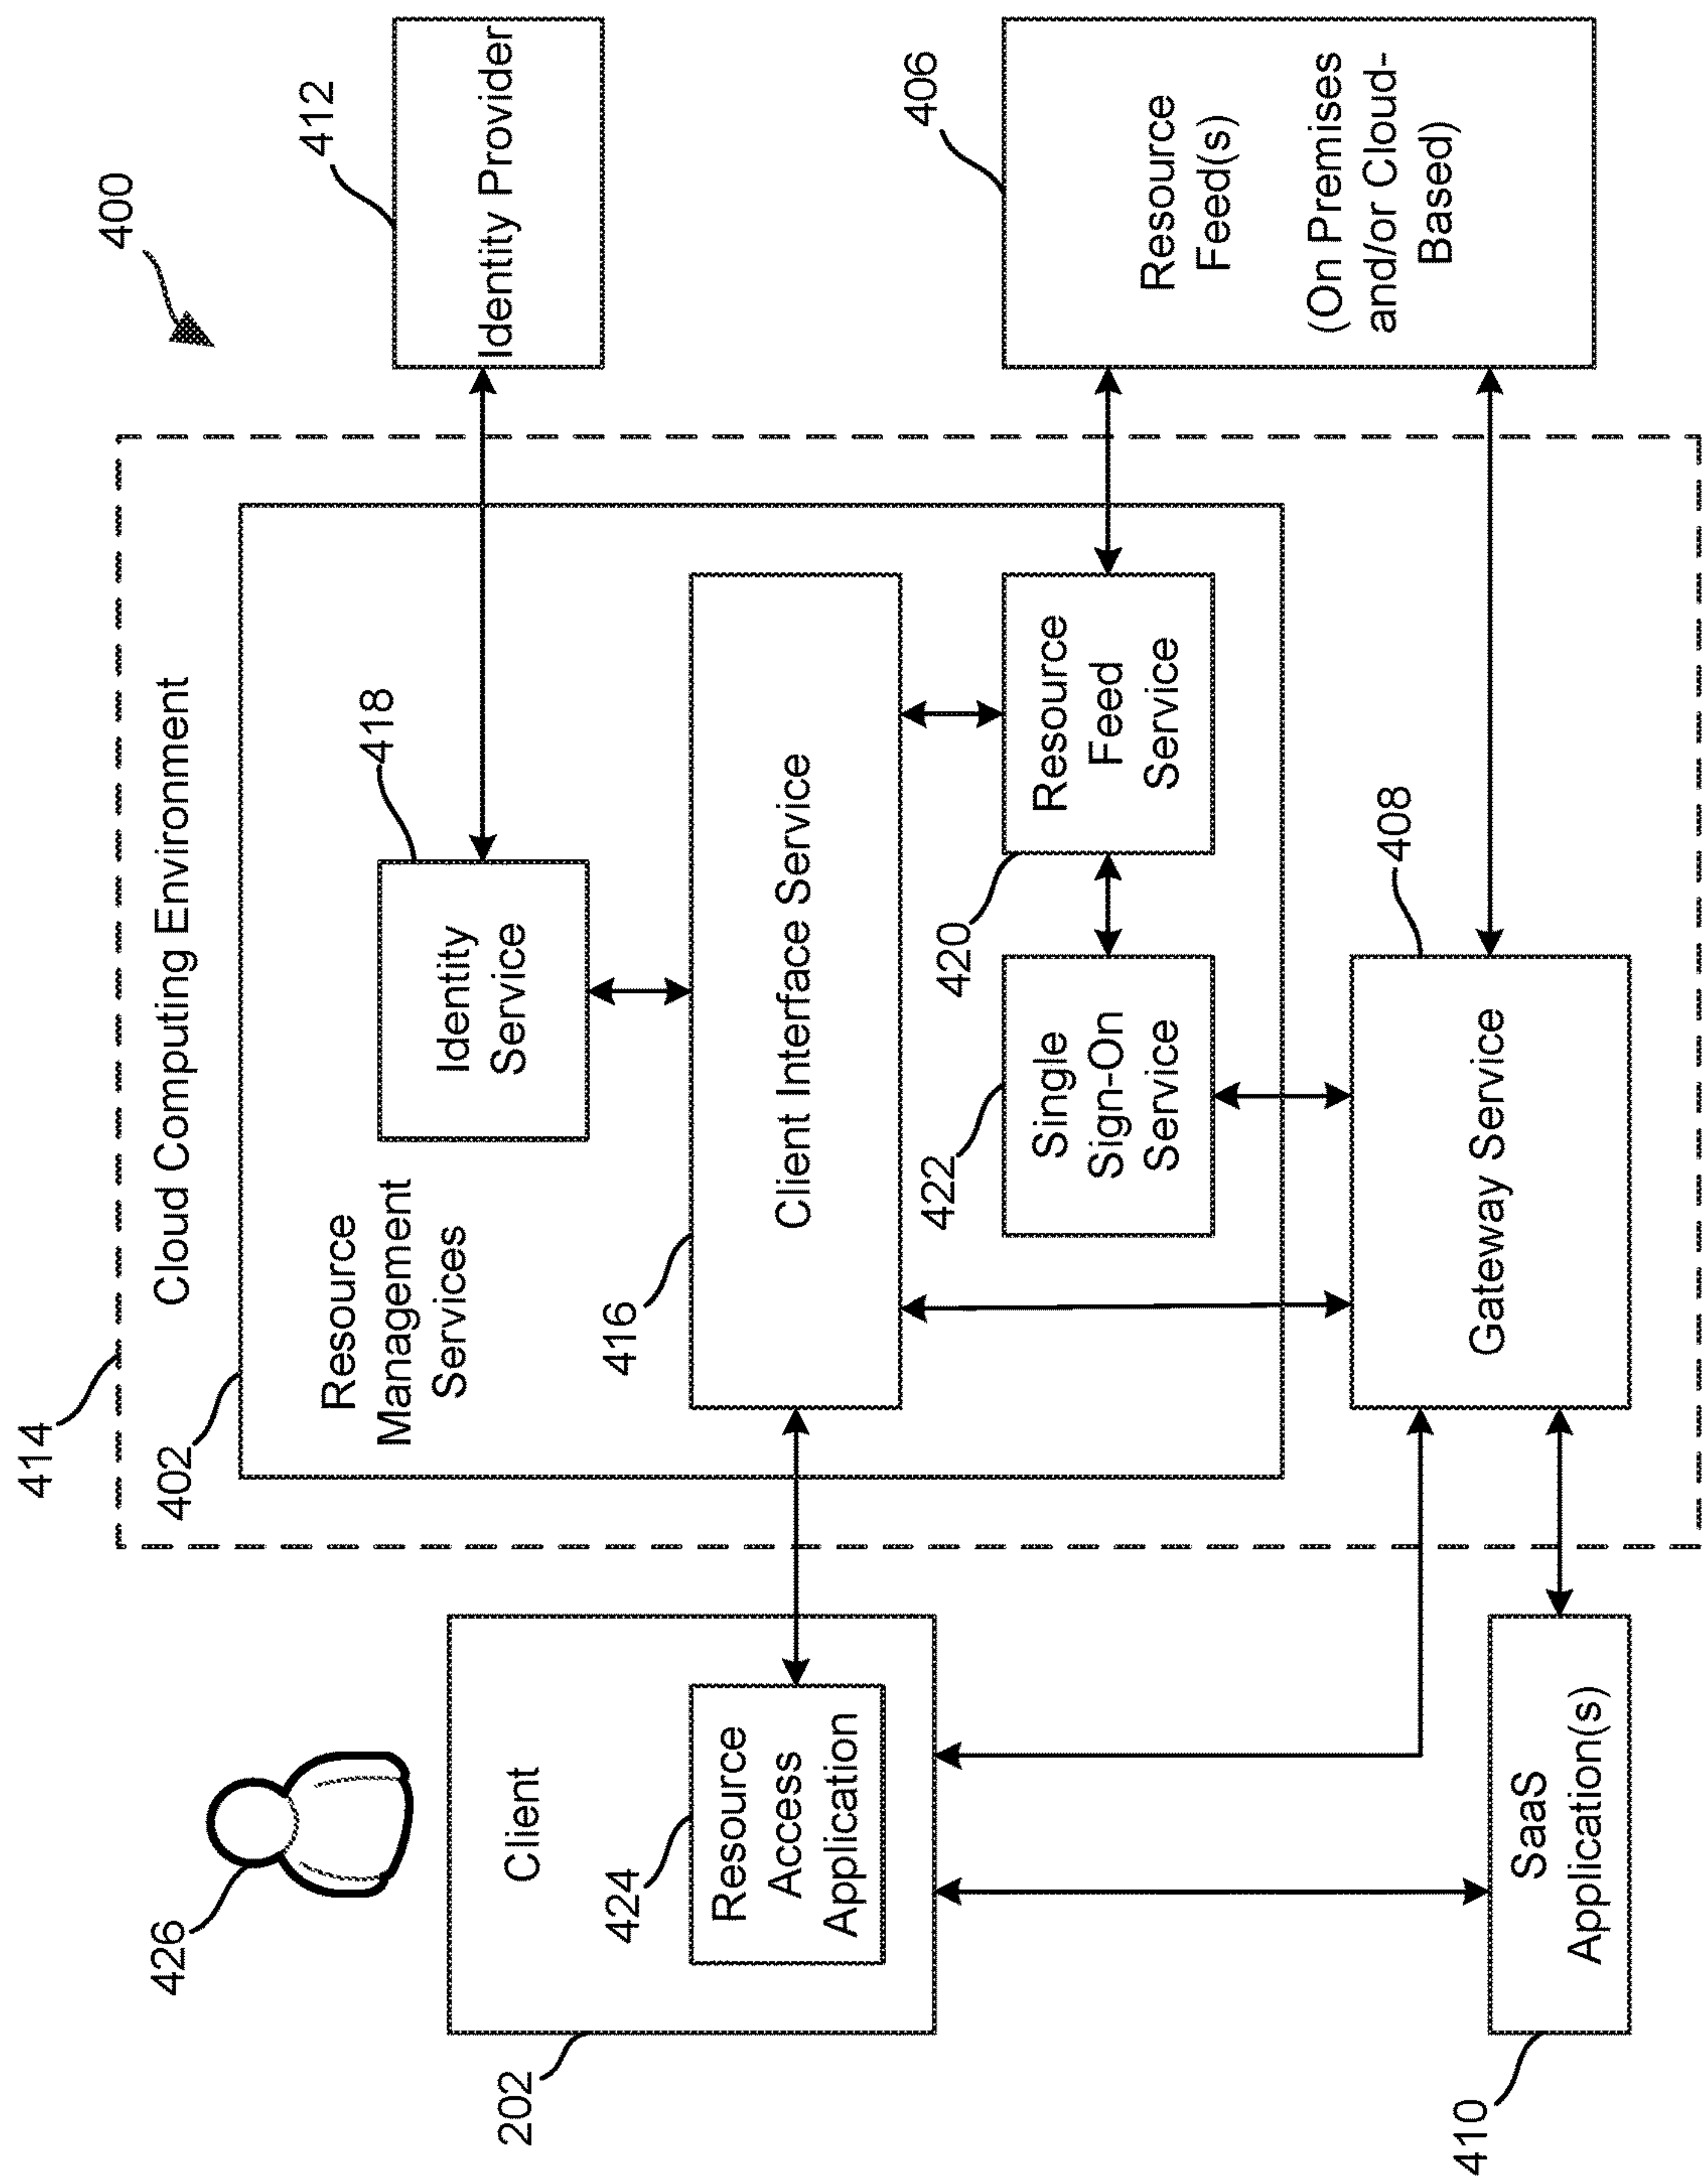 400
414
Cloud Computing Environment
402
Resource
Management
Services
418
Identity
Service
412
Identity Provider
426
Client
202
424
Resource
Access
Application
416
Client Interface Service
422
Single
Sign-On
Service
420
Resource
Feed
Service
406
Resource
Feed(s)
(On Premises
and/or Cloud-
Based)
408
Gateway Service
410
SaaS
Application(s)